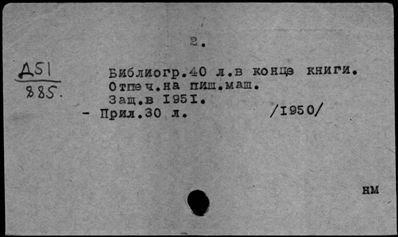 2.
Д51
885.
Библиогр.40 л.в конце книги.
Отпеч.на пиш.маш.
Защ.в 1951.
- Прил.30 л. /1950/
нм